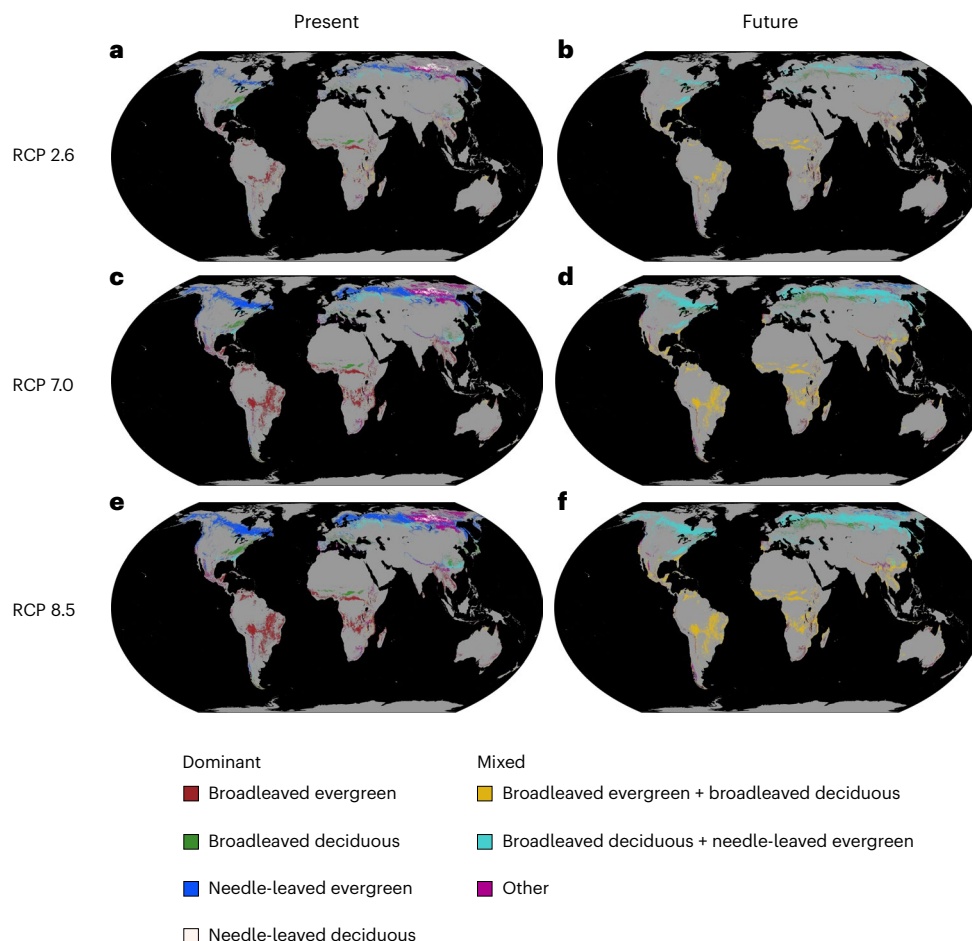 Present
Future
a
b
RCP 2.6
c
d
RCP 7.0
e
f
RCP 8.5
Dominant
Mixed
Broadleaved evergreen
Broadleaved evergreen + broadleaved deciduous
Broadleaved deciduous
Broadleaved deciduous + needle-leaved evergreen
Needle-leaved evergreen
Other
Needle-leaved deciduous